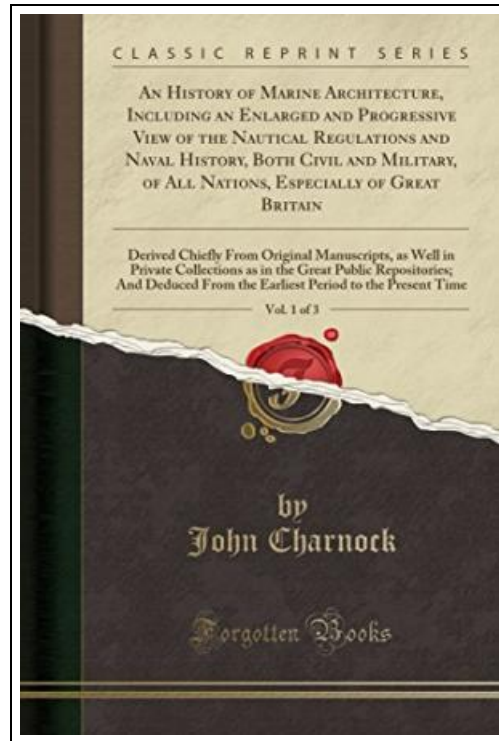 CLASSIC REPRINT SERIES
AN HISTORY OF MARINE ARCHITECTURE,
INCLUDING AN ENLARGED AND PROGRESSIVE
VIEW OF THE NAUTICAL REGULATIONS AND
NAVAL HISTORY, BOTH CIVIL AND MILITARY,
OF ALL NATIONS, ESPECIALLY OF GREAT
BRITAIN
Derived Chiefly From Original Manuscripts, as Well in
Private Collections as in the Great Public Repositories;
And Deduced From the Earliest Period to the Present Time
Vol. 1 of 3
by
John Charnock
Forgotten Books